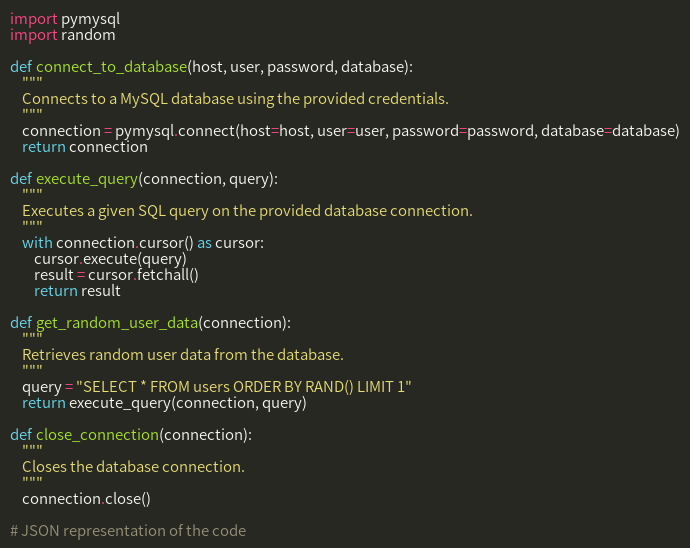 import pymysql
import random

def connect_to_database(host, user, password, database):
    """
    Connects to a MySQL database using the provided credentials.
    """
    connection = pymysql.connect(host=host, user=user, password=password, database=database)
    return connection

def execute_query(connection, query):
    """
    Executes a given SQL query on the provided database connection.
    """
    with connection.cursor() as cursor:
        cursor.execute(query)
        result = cursor.fetchall()
        return result

def get_random_user_data(connection):
    """
    Retrieves random user data from the database.
    """
    query = "SELECT * FROM users ORDER BY RAND() LIMIT 1"
    return execute_query(connection, query)

def close_connection(connection):
    """
    Closes the database connection.
    """
    connection.close()

# JSON representation of the code